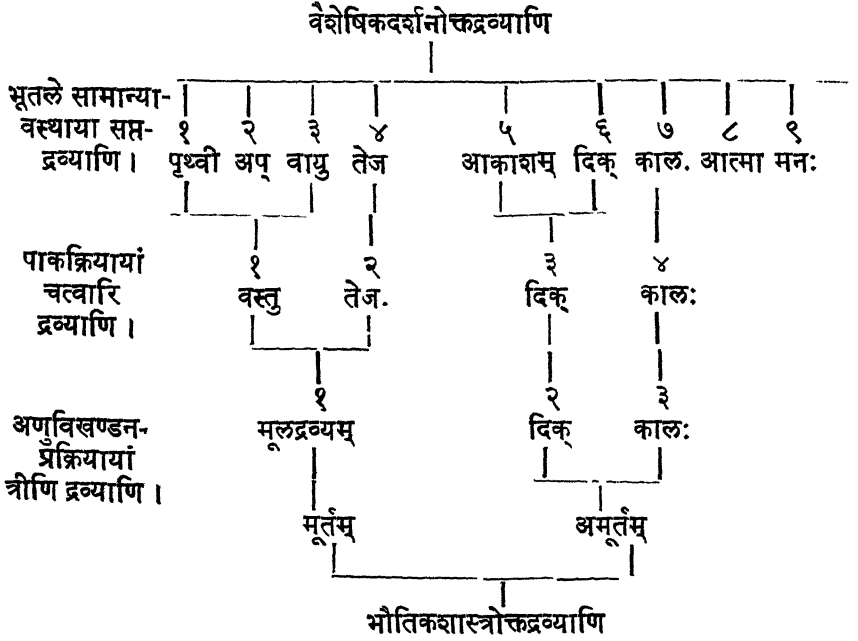 वैशेषिकदर्शनोक्तद्रव्याणि
भूतले सामान्या-
वस्थाया सप्त-
द्रव्याणि ।
१ २ ३ ४ ५ ६ ७ ८ ९
पृथ्वी अप् वायु तेज आकाशम् दिक् काल. आत्मा मनः
पाकक्रियायां
चत्वारि
द्रव्याणि ।
१ २ ३ ४
वस्तु तेज. दिक् कालः
अणुविखण्डन-
प्रक्रियायां
त्रीणि द्रव्याणि ।
१ २ ३
मूलद्रव्यम् दिक् कालः
मूर्तम् अमूर्तम्
भौतिकशास्त्रोक्तद्रव्याणि